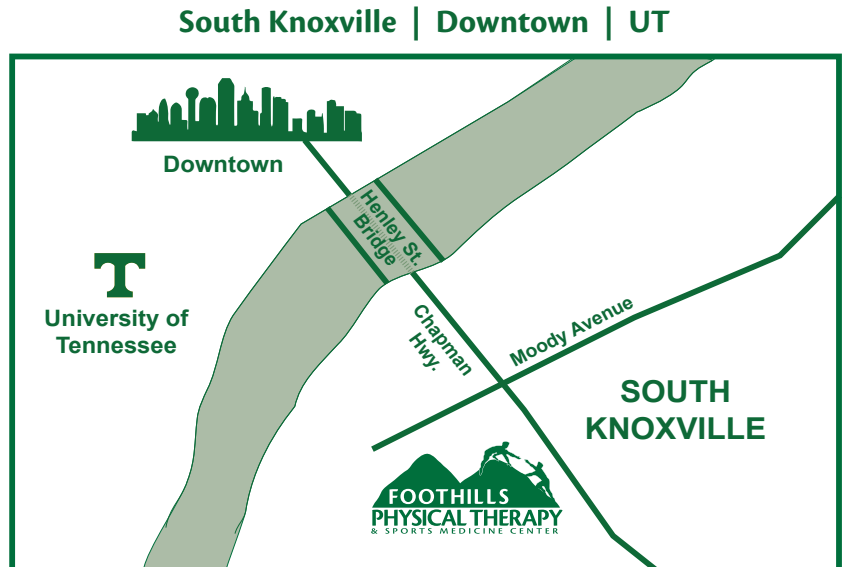 South Knoxville | Downtown | UT
Downtown
Henley St.
Bridge
T
University of
Tennessee
Chapman
Hwy.
Moody Avenue
SOUTH
KNOXVILLE
FOOTHILLS
PHYSICAL THERAPY
& SPORTS MEDICINE CENTER